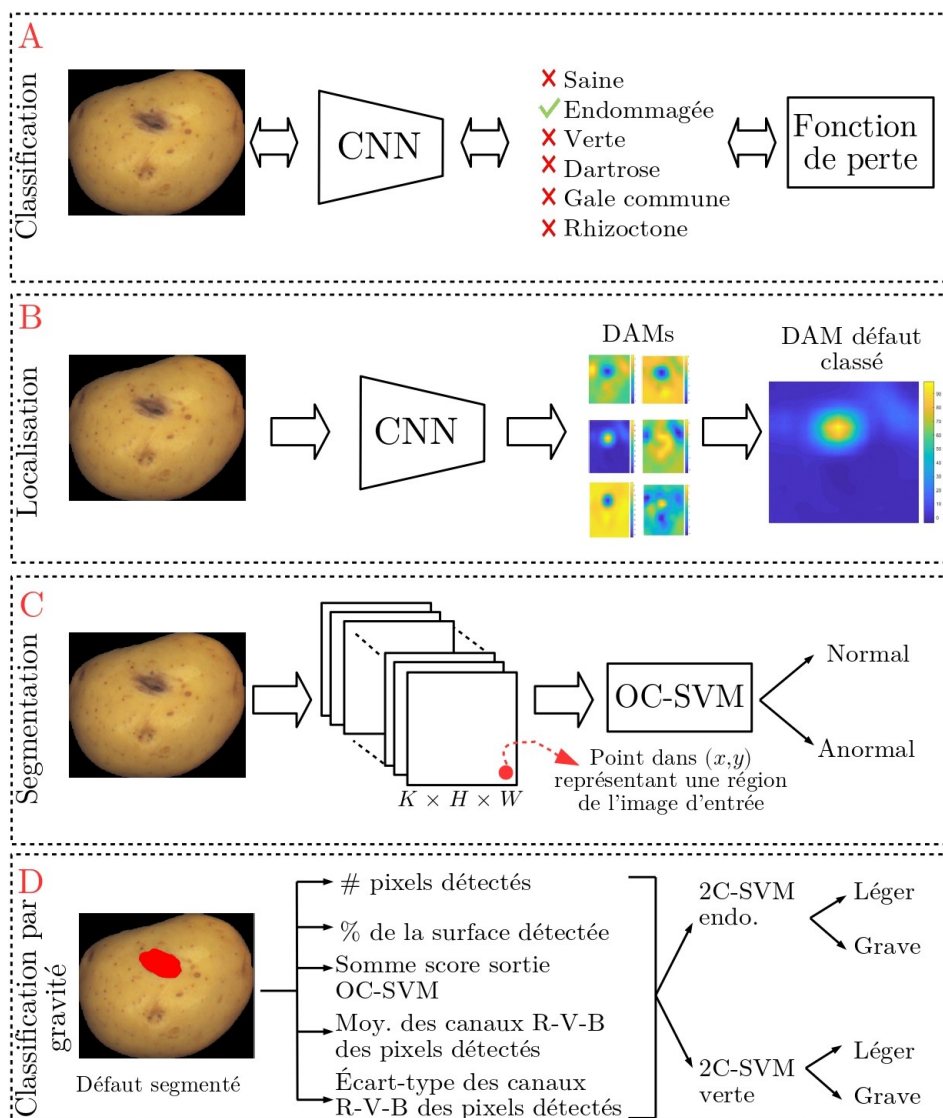 A
Classification
CNN
Saine
Endommagée
Verte
Dartrose
Gale commune
Rhizoctone
Fonction
de perte
B
Localisation
CNN
DAMs
DAM défaut
classé
C
Segmentation
K × H × W
OC-SVM
Normal
Anormal
Point dans (x,y)
représentant une région
de l'image d'entrée
D
Classification par
gravité
Défaut segmenté
# pixels détectés
% de la surface détectée
Somme score sortie
OC-SVM
Moy. des canaux R-V-B
des pixels détectés
Écart-type des canaux
R-V-B des pixels détectés
2C-SVM
endo.
Léger
Grave
2C-SVM
verte
Léger
Grave